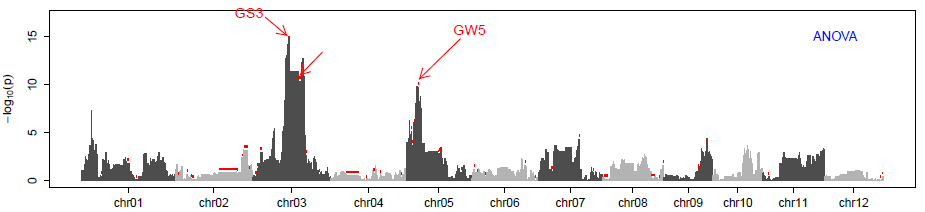 GS3
GW5
ANOVA
15
10
5
0
−log10(p)
chr01 chr02 chr03 chr04 chr05 chr06 chr07 chr08 chr09 chr10 chr11 chr12